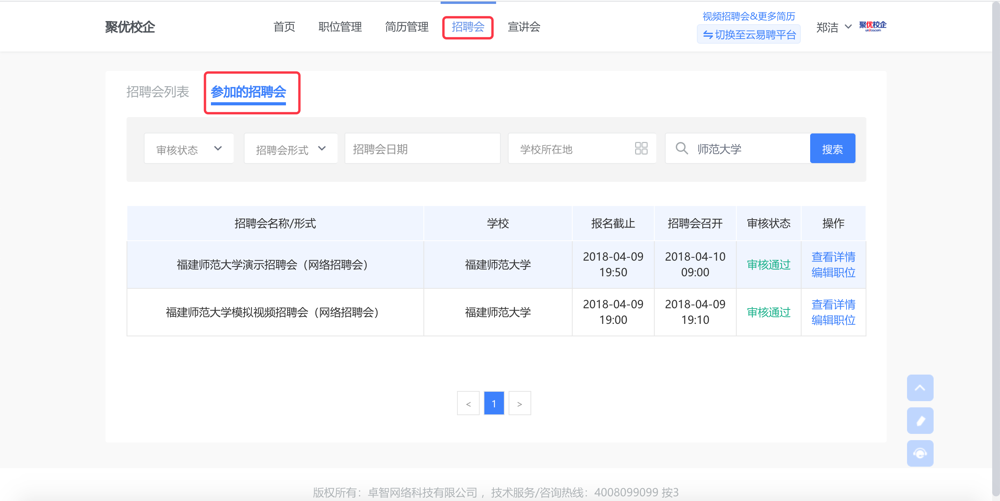 聚优校企
首页 职位管理 简历管理 招聘会 宣讲会
视频招聘会&更多简历
切换至云易聘平台
郑洁
聚优校企
un2co.com
招聘会列表 参加的招聘会
审核状态 招聘会形式 招聘会日期 学校所在地 师范大学 搜索
招聘会名称/形式 学校 报名截止 招聘会召开 审核状态 操作
福建师范大学演示招聘会（网络招聘会） 福建师范大学 2018-04-09 19:50 2018-04-10 09:00 审核通过 查看详情 编辑职位
福建师范大学模拟视频招聘会（网络招聘会） 福建师范大学 2018-04-09 19:00 2018-04-09 19:10 审核通过 查看详情 编辑职位
< 1 >
版权所有：卓智网络科技有限公司 ，技术服务/咨询热线：4008099099 按3